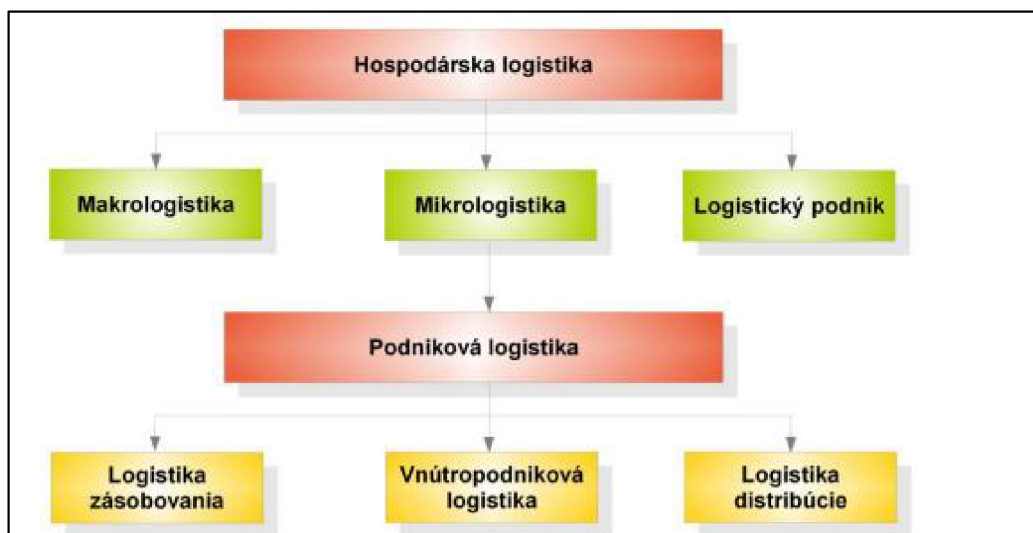 Hospodárska logistika
Makrologistika
Mikrologistika
Logistický podnik
Podniková logistika
Logistika
zásobovania
Vnútropodniková
logistika
Logistika
distribúcie